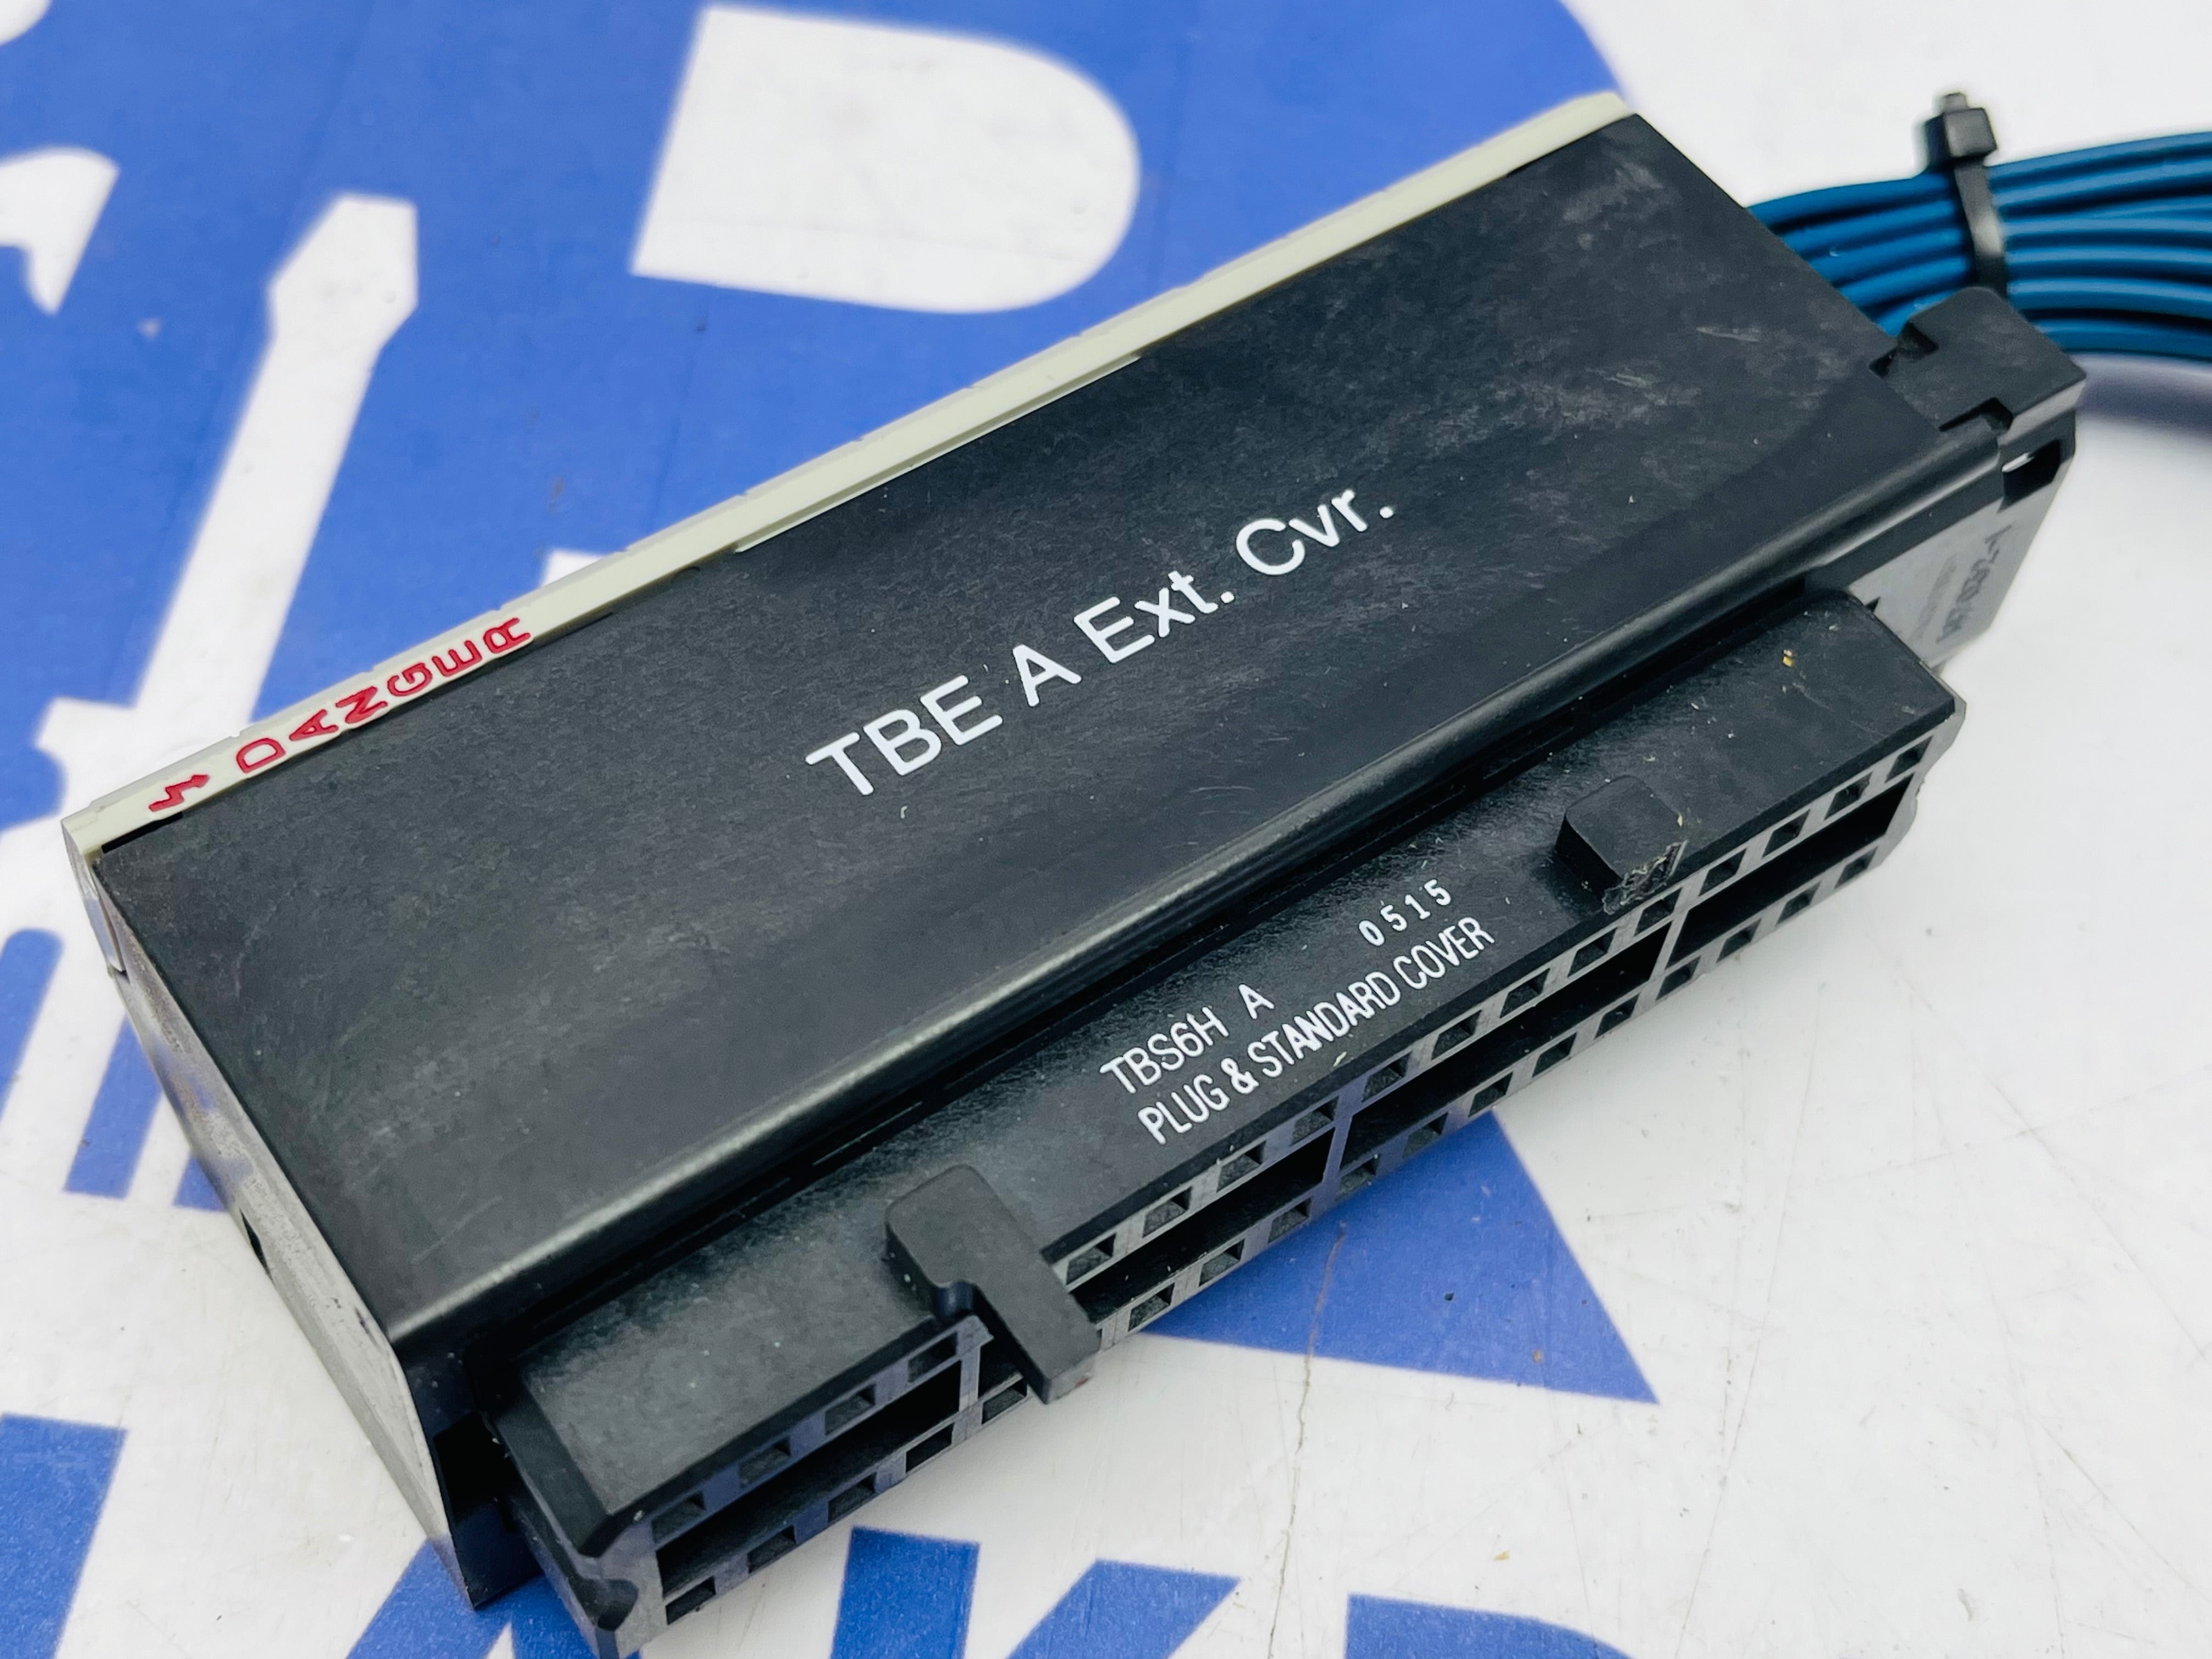 DANGER
TBE A Ext. Cvr.
TBS6H A 0515
PLUG & STANDARD COVER